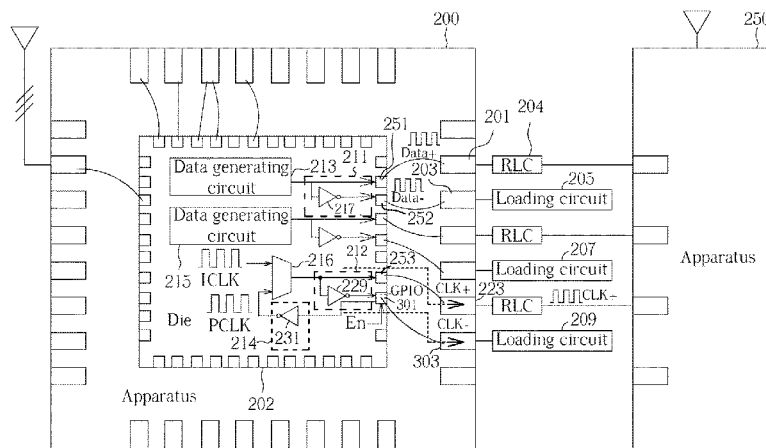 200
250
201
204
251
211
213
Data+
RLC
Data generating
circuit
203
205
Data-
Loading circuit
217
252
Data generating
circuit
RLC
216
212
253
207
215
Loading circuit
Apparatus
ICLK
229
GPIO
CLK+
223
301
RLC
CLK+
PCLK
En
CLK-
209
Die
231
Loading circuit
214
303
202
Apparatus